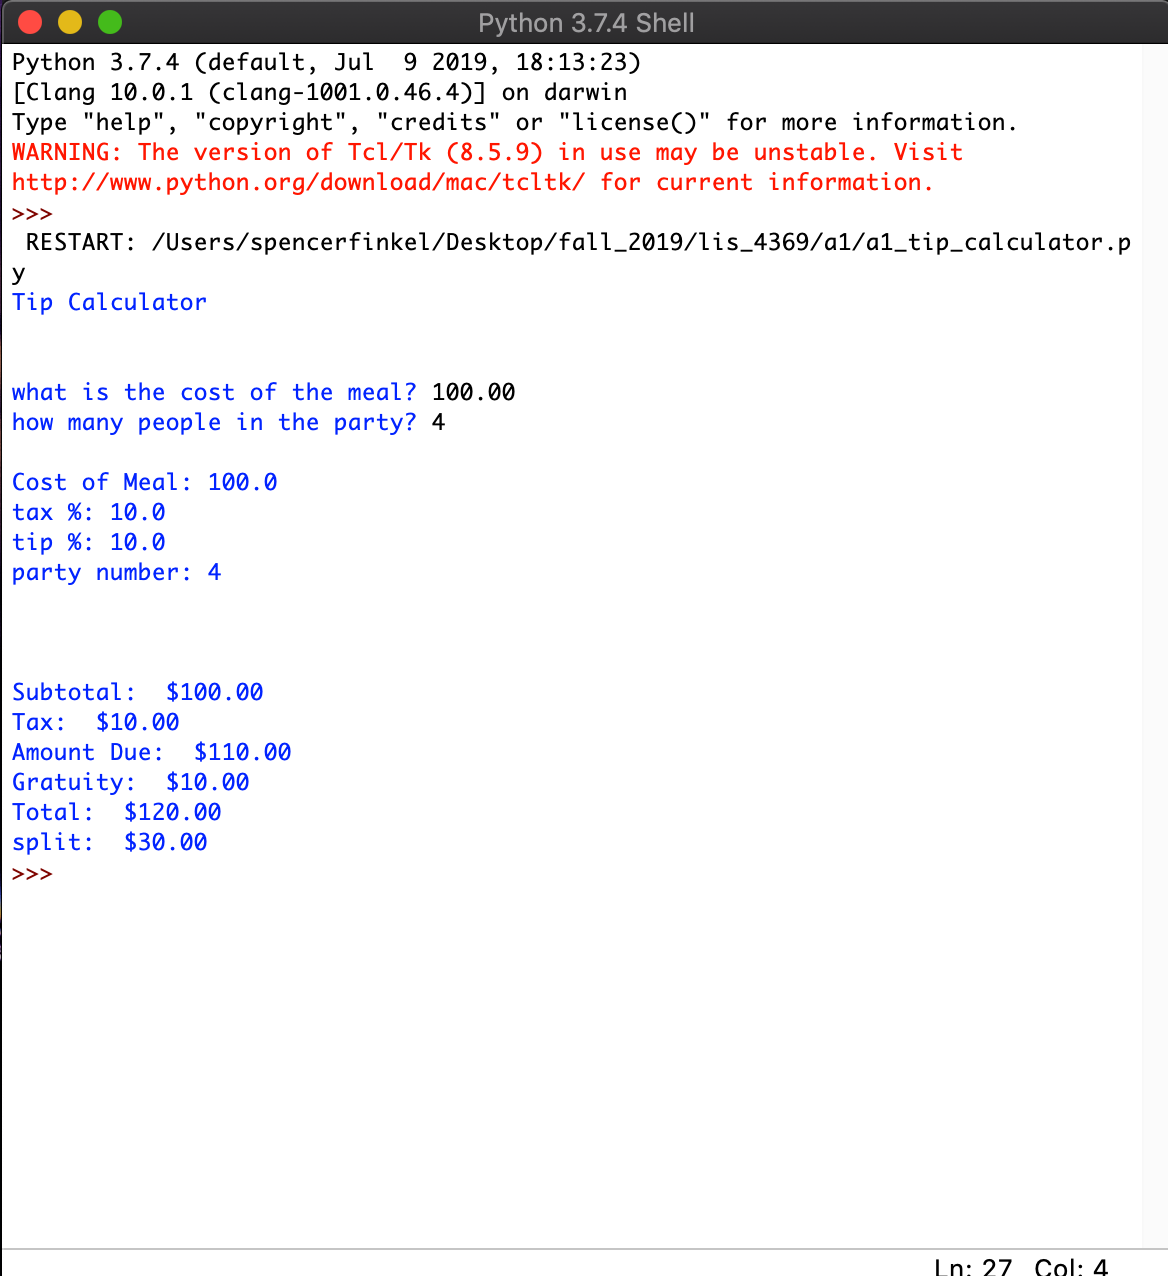 Python 3.7.4 Shell
Python 3.7.4 (default, Jul  9 2019, 18:13:23)
[Clang 10.0.1 (clang-1001.0.46.4)] on darwin
Type "help", "copyright", "credits" or "license()" for more information.
WARNING: The version of Tcl/Tk (8.5.9) in use may be unstable. Visit
http://www.python.org/download/mac/tcltk/ for current information.
>>>
 RESTART: /Users/spencerfinkel/Desktop/fall_2019/lis_4369/a1/a1_tip_calculator.p
y
Tip Calculator
what is the cost of the meal? 100.00
how many people in the party? 4
Cost of Meal: 100.0
tax %: 10.0
tip %: 10.0
party number: 4
Subtotal:  $100.00
Tax:  $10.00
Amount Due:  $110.00
Gratuity:  $10.00
Total:  $120.00
split:  $30.00
>>>
Ln: 27  Col: 4